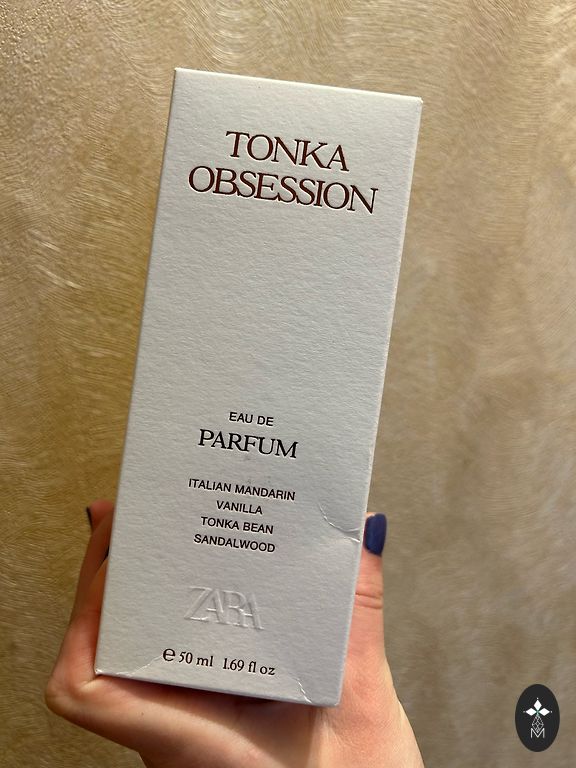 TONKA
OBSESSION
EAU DE
PARFUM
ITALIAN MANDARIN
VANILLA
TONKA BEAN
SANDALWOOD
ZARA
e 50 ml 1.69 fl oz
M